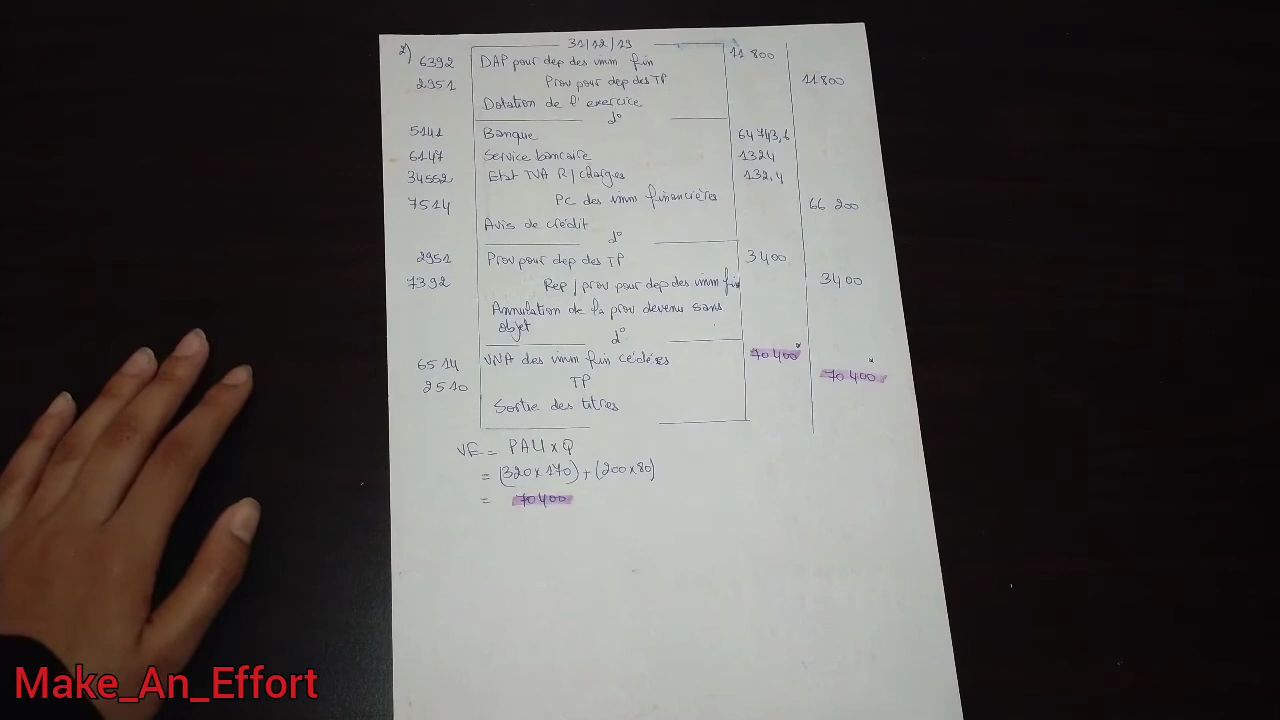 2) 31/12/19
6392 DAP pour dep des imm fin 11 800
2951 Prov pour dep des TP 11 800
Dotation de l'exercice
d°
5141 Banque 64 743,6
6147 Service bancaire 1324
34552 Etat TVA R/charges 132,4
7514 PC des imm financières 66 200
Avis de crédit
d°
2951 Prov pour dep des TP 3400
7392 Rep/prov pour dep des imm fin 3400
Annulation de la prov devenu sans
objet
d°
6514 VNA des imm fin cédées 70 400*
2510 TP 70 400*
Sortie des titres
VE = PAU x Q
= (320 x 170) + (200 x 80)
= 70400
Make_An_Effort